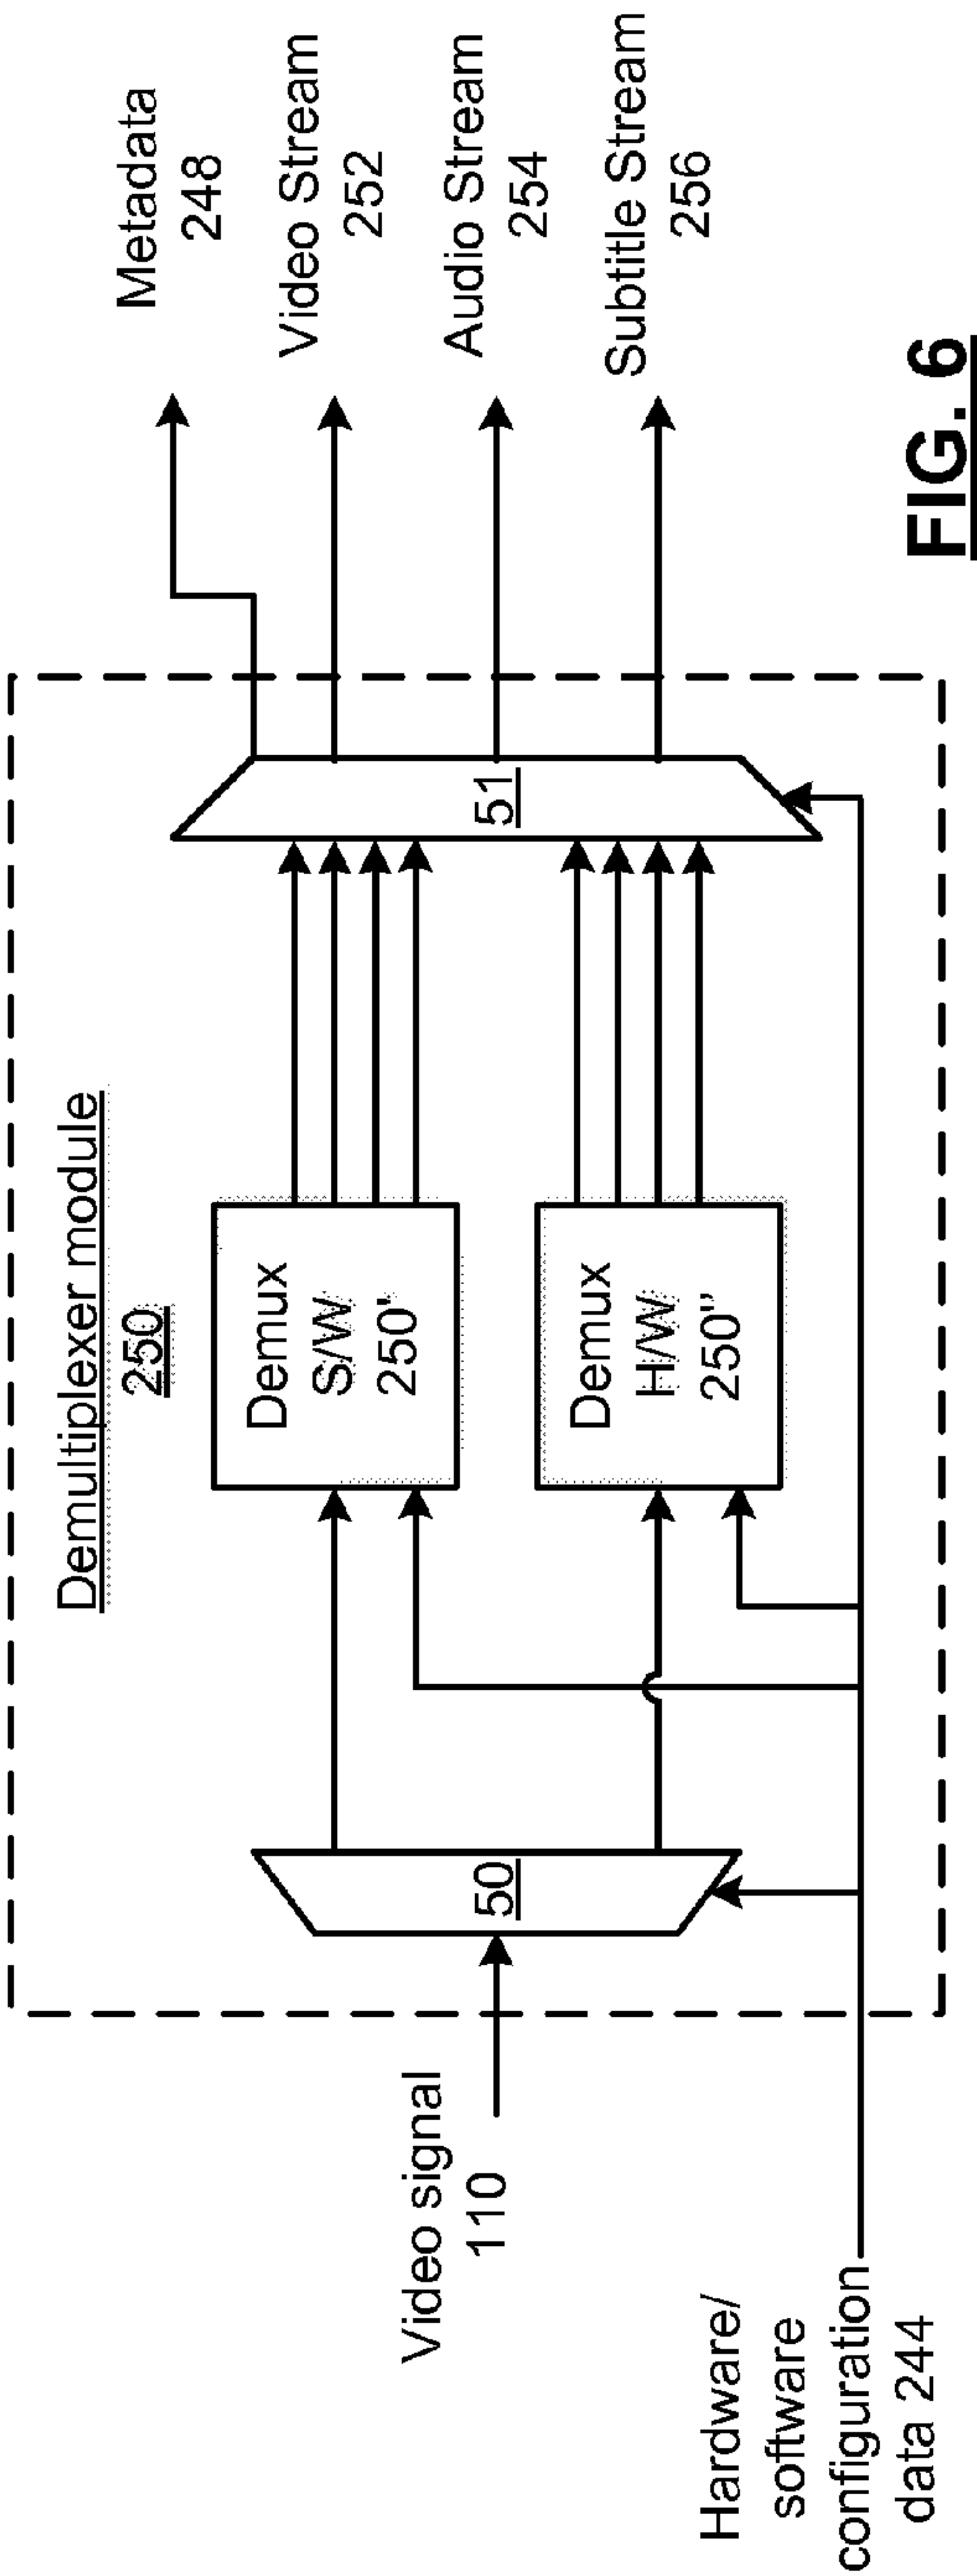 Demultiplexer module
250
Video signal
110
Hardware/
software
configuration
data 244
50
Demux
S/W
250'
Demux
H/W
250"
51
Metadata
248
Video Stream
252
Audio Stream
254
Subtitle Stream
256
FIG. 6